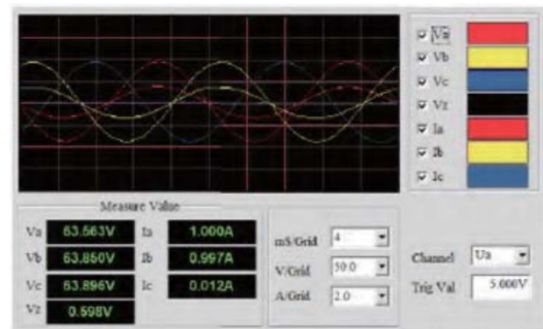 Va
Vb
Vc
Vz
Ia
Ib
Ic
Measure Value
Va 63.563V Ia 1.000A
Vb 63.850V Ib 0.997A
Vc 63.896V Ic 0.012A
Vz 0.598V
mS/Grid 4
V/Grid 50.0
A/Grid 2.0
Channel Ua
Trig Val 5.000V